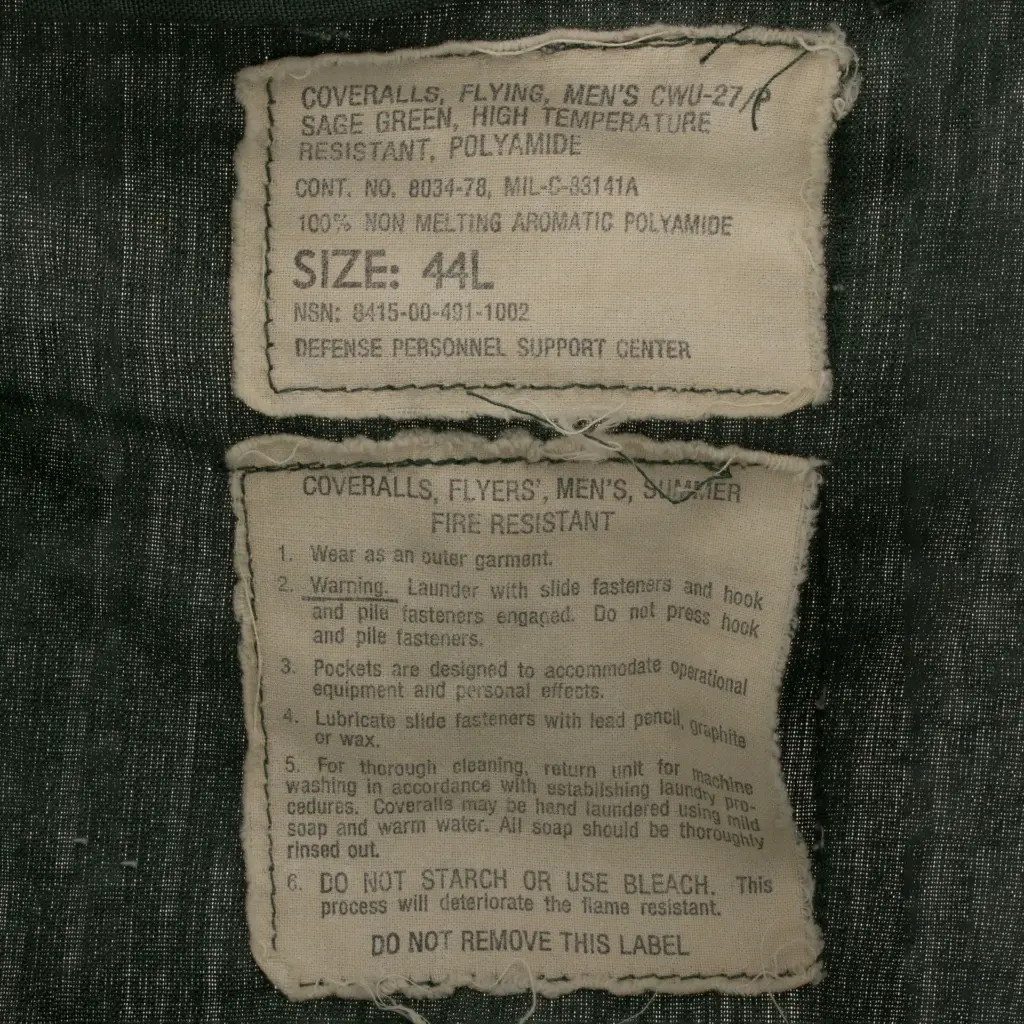 COVERALLS, FLYING, MEN'S CWU-27/P
SAGE GREEN, HIGH TEMPERATURE
RESISTANT, POLYAMIDE
CONT. NO. 8034-78, MIL-C-83141A
100% NON MELTING AROMATIC POLYAMIDE
SIZE: 44L
NSN: 8415-00-491-1002
DEFENSE PERSONNEL SUPPORT CENTER
COVERALLS, FLYERS', MEN'S, SUMMER
FIRE RESISTANT
1. Wear as an outer garment.
2. Warning. Launder with slide fasteners and hook
and pile fasteners engaged. Do not press hook
and pile fasteners.
3. Pockets are designed to accommodate operational
equipment and personal effects.
4. Lubricate slide fasteners with lead pencil, graphite
or wax.
5. For thorough cleaning, return unit for machine
washing in accordance with establishing laundry pro-
cedures. Coveralls may be hand laundered using mild
soap and warm water. All soap should be thoroughly
rinsed out.
6. DO NOT STARCH OR USE BLEACH. This
process will deteriorate the flame resistant.
DO NOT REMOVE THIS LABEL